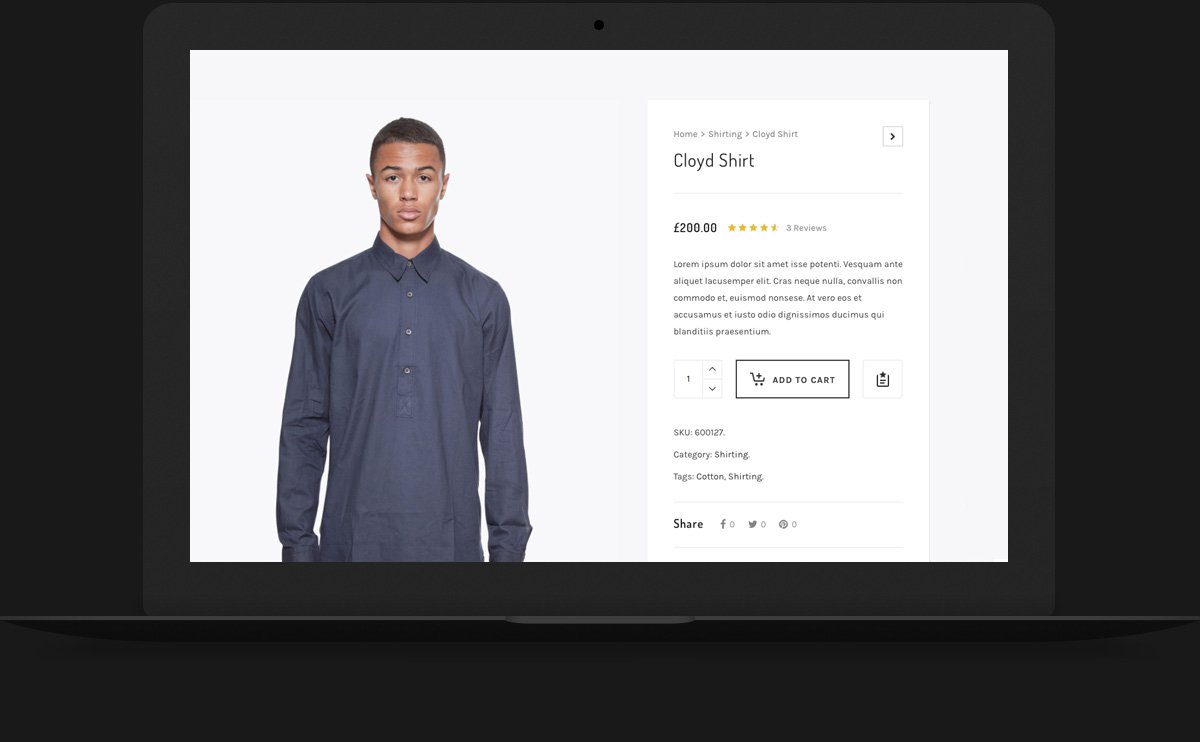 Home > Shirting > Cloyd Shirt
Cloyd Shirt
£200.00 3 Reviews
Lorem ipsum dolor sit amet isse potenti. Vesquam ante
aliquet lacusemper elit. Cras neque nulla, convallis non
commodo et, euismod nonsese. At vero eos et
accusamus et iusto odio dignissimos ducimus qui
blanditiis praesentium.
1 ADD TO CART
SKU: 600127.
Category: Shirting.
Tags: Cotton, Shirting.
Share 0 0 0